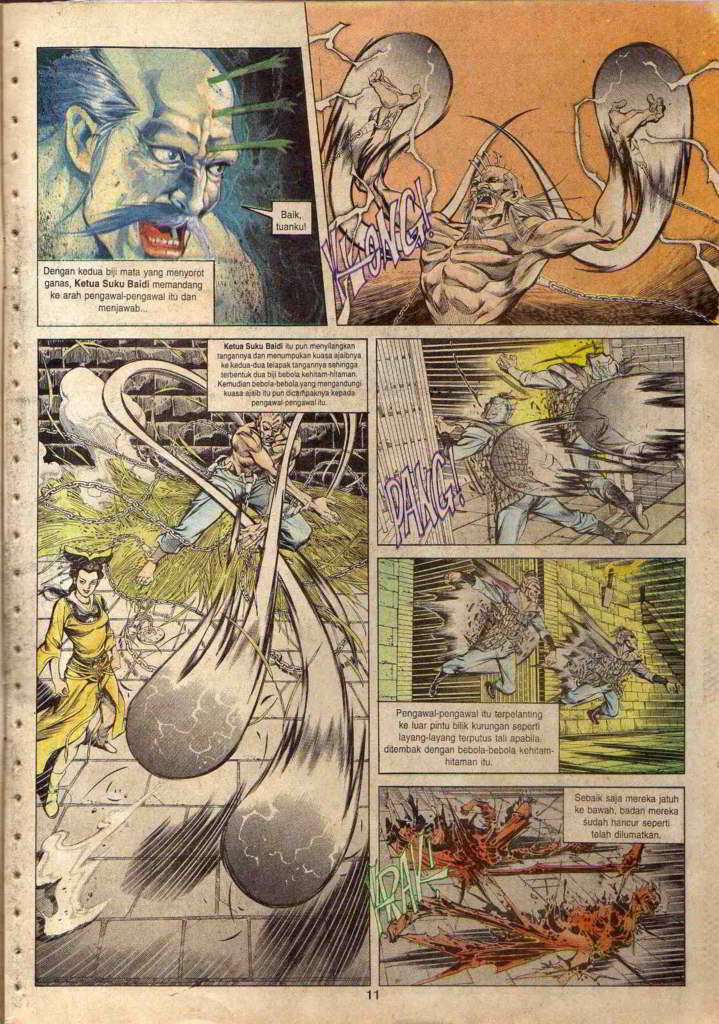 Baik,
tuanku!
Dengan kedua biji mata yang menyorot
ganas, Ketua Suku Baidi memandang
ke arah pengawal-pengawal itu dan
menjawab...
Ketua Suku Baidi itu pun menyilangkan
tangannya dan menumpukan kuasa ajaibnya
ke kedua-dua telapak tangannya sehingga
terbentuk dua biji bebola kehitam-hitaman.
Kemudian bebola-bebola yang mengandungi
kuasa ajaib itu pun dicampaknya kepada
pengawal-pengawal itu.
PANG!
Pengawal-pengawal itu terpelanting
ke luar pintu bilik kurungan seperti
layang-layang terputus tali apabila
ditembak dengan bebola-bebola kehitam-
hitaman itu.
Sebaik saja mereka jatuh
ke bawah, badan mereka
sudah hancur seperti
telah dilumatkan.
KRAK!
11